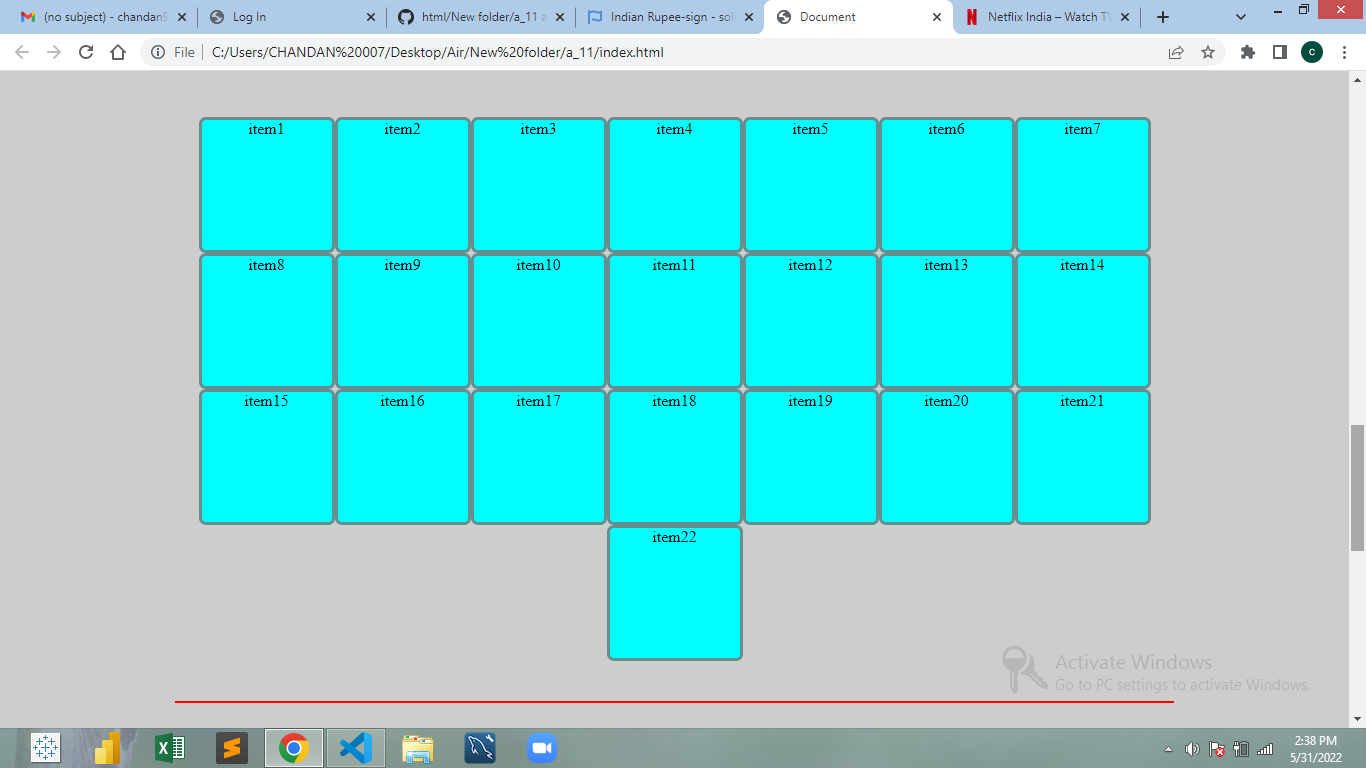 (no subject) - chandan9
Log In
html/New folder/a_11 a
Indian Rupee-sign - soli
Document
Netflix India – Watch TV
File
C:/Users/CHANDAN%20007/Desktop/Air/New%20folder/a_11/index.html
c
item1 item2 item3 item4 item5 item6 item7
item8 item9 item10 item11 item12 item13 item14
item15 item16 item17 item18 item19 item20 item21
item22
Activate Windows
Go to PC settings to activate Windows.
2:38 PM
5/31/2022